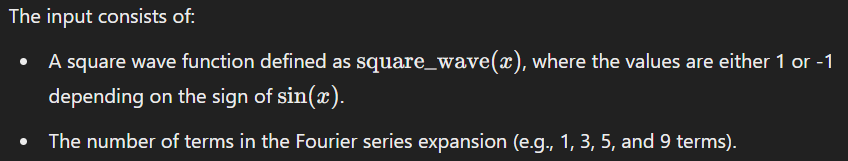 The input consists of:
• A square wave function defined as square_wave(x), where the values are either 1 or -1
depending on the sign of sin(x).
• The number of terms in the Fourier series expansion (e.g., 1, 3, 5, and 9 terms).